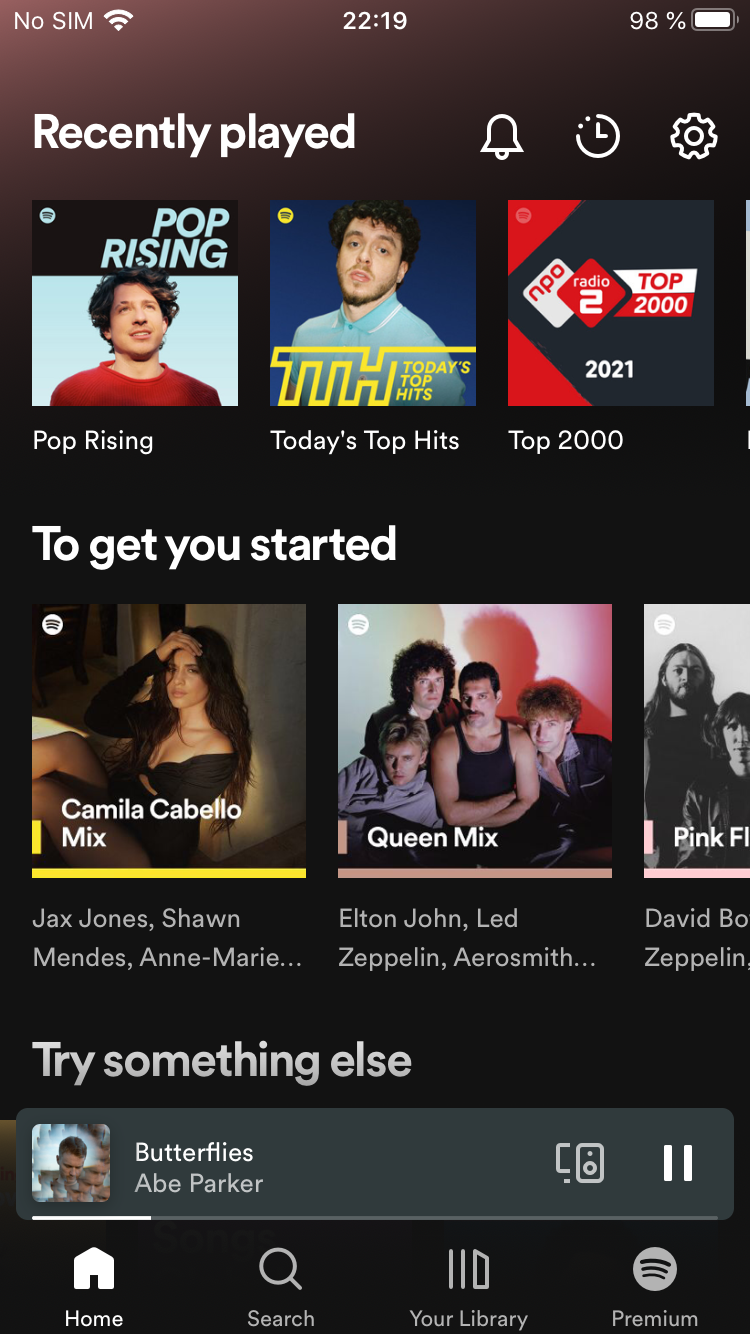 No SIM 22:19 98 %
Recently played
POP
RISING
TTH TODAY'S
TOP
HITS
npo radio 2 TOP
2000
2021
Pop Rising Today's Top Hits Top 2000
To get you started
Camila Cabello
Mix
Queen Mix
Pink Fl
Jax Jones, Shawn
Mendes, Anne-Marie...
Elton John, Led
Zeppelin, Aerosmith...
David Bo
Zeppelin,
Try something else
Butterflies
Abe Parker
Songs
Home Search Your Library Premium